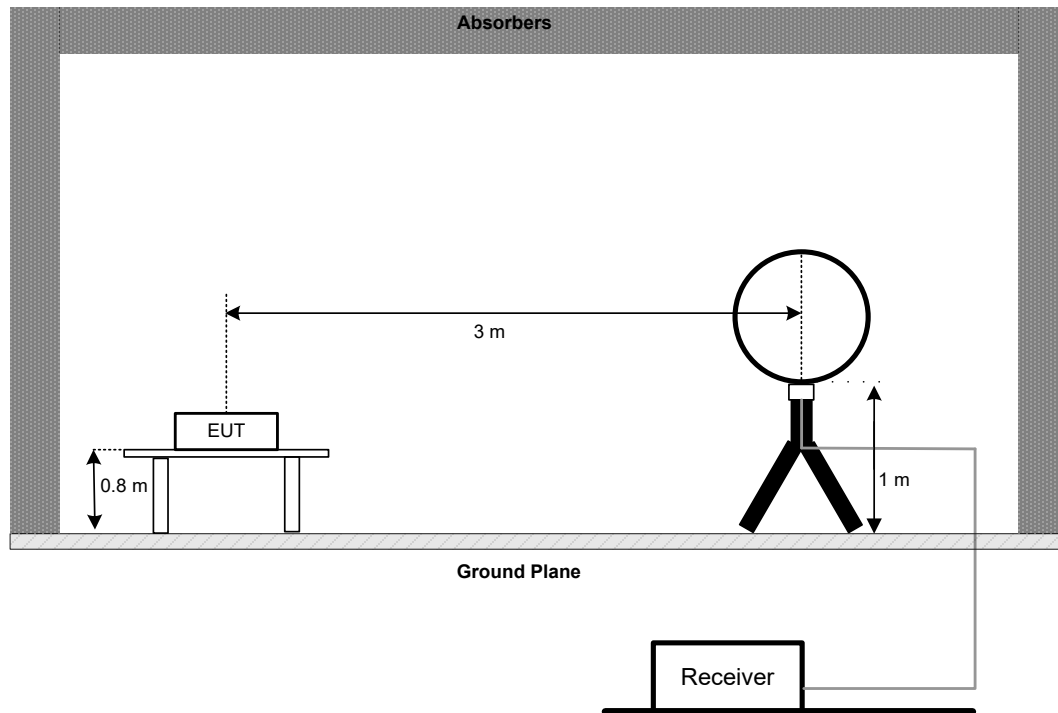 Absorbers
3 m
EUT
0.8 m
1 m
Ground Plane
Receiver